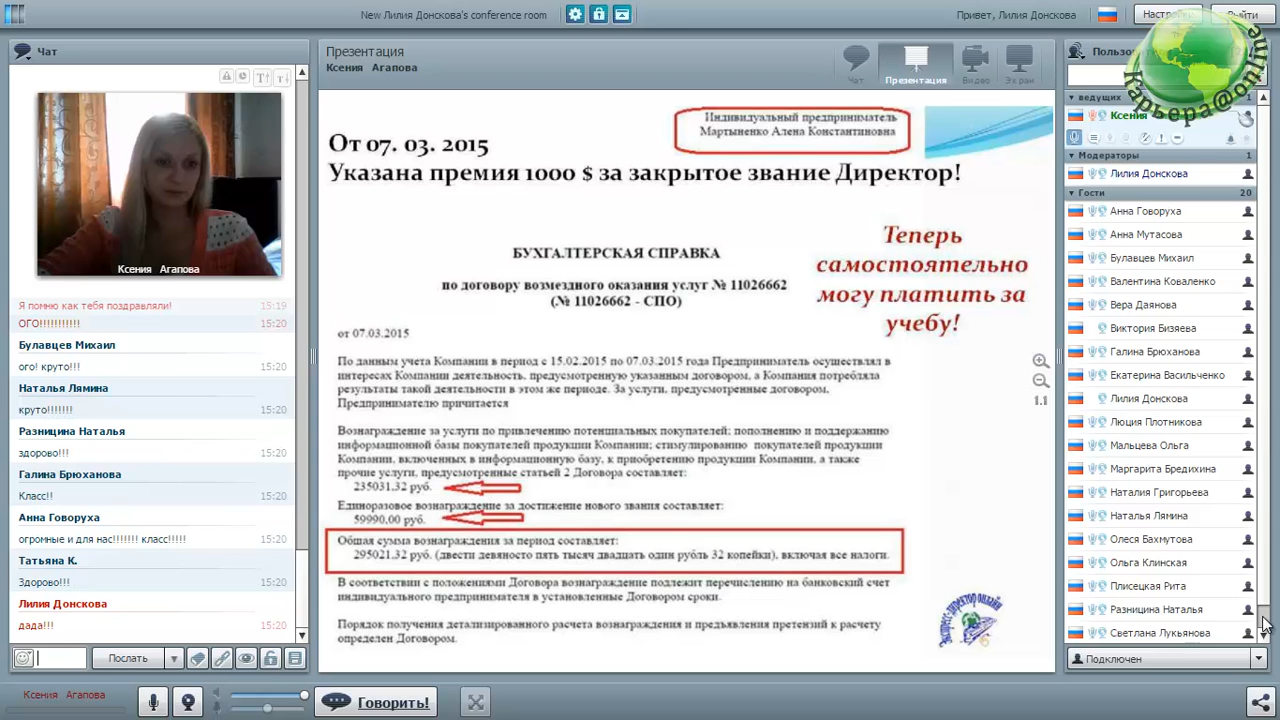 New Лилия Донскова's conference room
Привет, Лилия Донскова
Выйти
Чат
Ксения Агапова
Я помню как тебя поздравляли! 15:19
ОГО!!!!!!!!!!! 15:20
Булавцев Михаил
ого! круто!!! 15:20
Наталья Лямина
круто!!!!!!! 15:20
Разницина Наталья
здорово!!! 15:20
Галина Брюханова
Класс!! 15:20
Анна Говоруха
огромные и для нас!!!!!!! класс!!!!! 15:20
Татьяна К.
Здорово!!! 15:20
Лилия Донскова
дада!!! 15:20
Послать
Презентация
Ксения Агапова
Чат
Презентация
Видео
Экран
Индивидуальный предприниматель
Мартыненко Алена Константиновна
От 07. 03. 2015
Указана премия 1000 $ за закрытое звание Директор!
Теперь
самостоятельно
могу платить за
учебу!
БУХГАЛТЕРСКАЯ СПРАВКА
по договору возмездного оказания услуг № 11026662
(№ 11026662 - СПО)
от 07.03.2015
По данным учета Компании в период с 15.02.2015 по 07.03.2015 года Предприниматель осуществлял в
интересах Компании деятельность, предусмотренную указанным договором, а Компания потребляла
результаты такой деятельности в этом же периоде. За услуги, предусмотренные договором,
Предпринимателю причитается
Вознаграждение за услуги по привлечению потенциальных покупателей; пополнению и поддержанию
информационной базы покупателей продукции Компании; стимулированию покупателей продукции
Компании, включенных в информационную базу, к приобретению продукции Компании, а также
прочие услуги, предусмотренные статьей 2 Договора составляет:
235031,32 руб.
Единоразовое вознаграждение за достижение нового звания составляет:
59990,00 руб.
Общая сумма вознаграждения за период составляет:
295021,32 руб. (двести девяносто пять тысяч двадцать один рубль 32 копейки), включая все налоги.
В соответствии с положениями Договора вознаграждение подлежит перечислению на банковский счет
индивидуального предпринимателя в установленные Договором сроки.
Порядок получения детализированного расчета вознаграждения и предъявления претензий к расчету
определен Договором.
6
1.1
карьера@online
ведущих 1
Ксения
Модераторы 1
Лилия Донскова
Гости 20
Анна Говоруха
Анна Мутасова
Булавцев Михаил
Валентина Коваленко
Вера Даянова
Виктория Бизяева
Галина Брюханова
Екатерина Васильченко
Лилия Донскова
Люция Плотникова
Мальцева Ольга
Маргарита Бредихина
Наталия Григорьева
Наталья Лямина
Олеся Бахмутова
Ольга Клинская
Плисецкая Рита
Разницина Наталья
Светлана Лукьянова
Подключен
Ксения Агапова
Говорить!